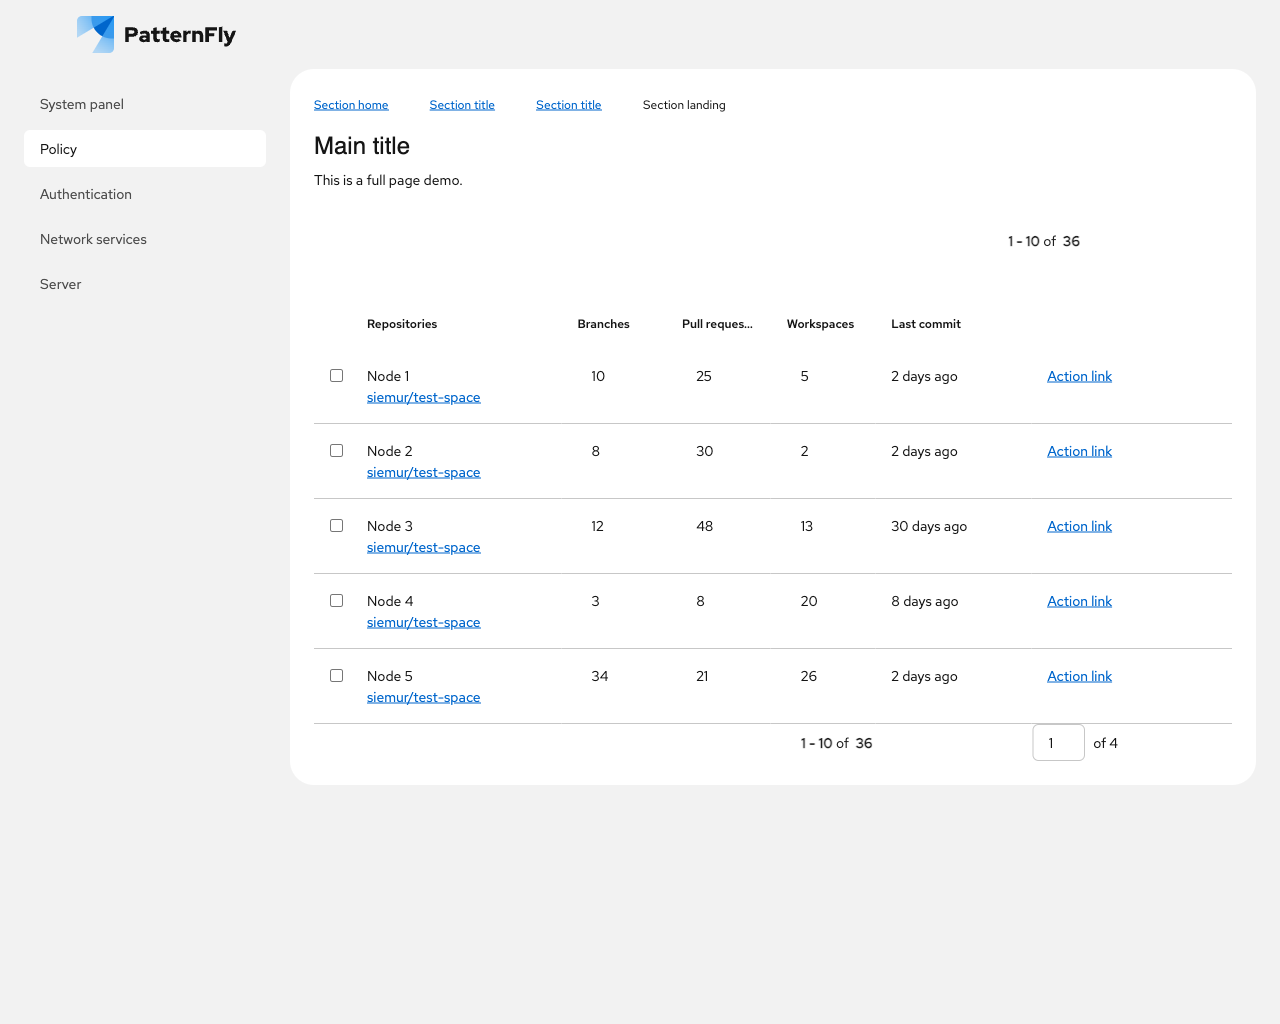 PatternFly
System panel
Policy
Authentication
Network services
Server
Section home Section title Section title Section landing
Main title
This is a full page demo.
1 - 10 of 36
Repositories Branches Pull reques... Workspaces Last commit
Node 1 10 25 5 2 days ago Action link
siemur/test-space
Node 2 8 30 2 2 days ago Action link
siemur/test-space
Node 3 12 48 13 30 days ago Action link
siemur/test-space
Node 4 3 8 20 8 days ago Action link
siemur/test-space
Node 5 34 21 26 2 days ago Action link
siemur/test-space
1 - 10 of 36 1 of 4